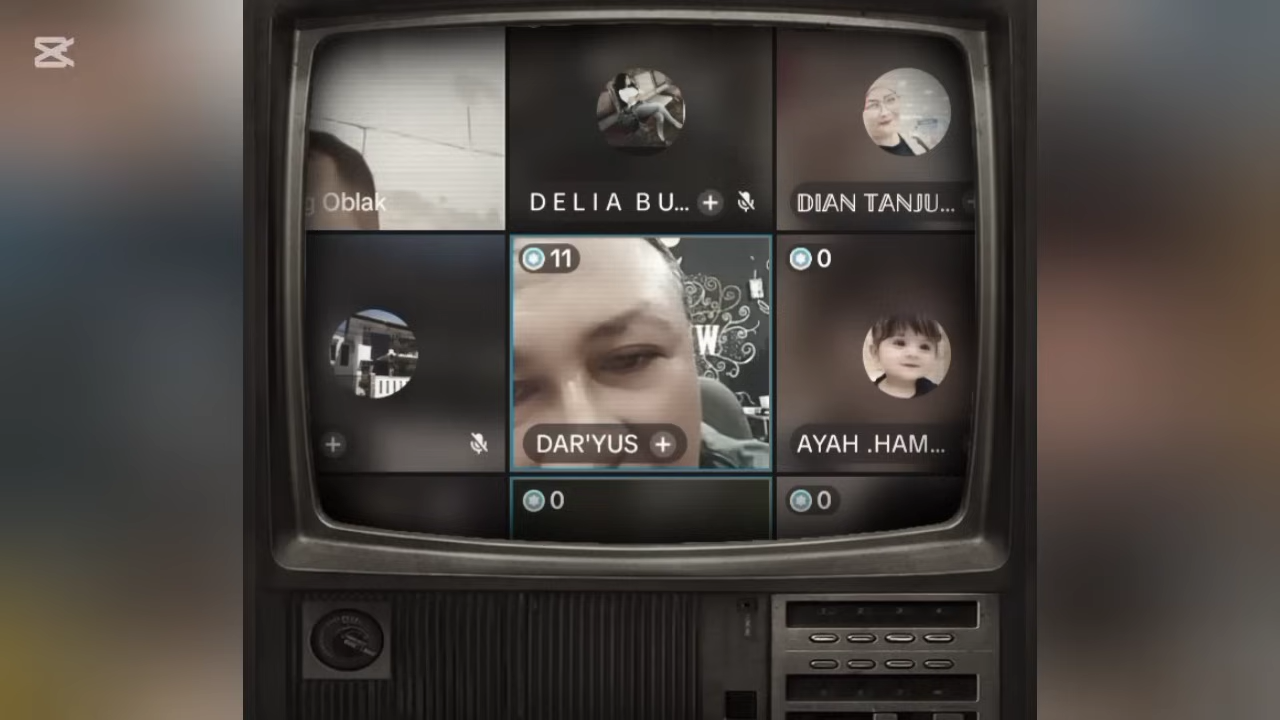 g Oblak
DELIA BU...
DIAN TANJU...
11
0
W
DAR'YUS
AYAH .HAM...
0
0